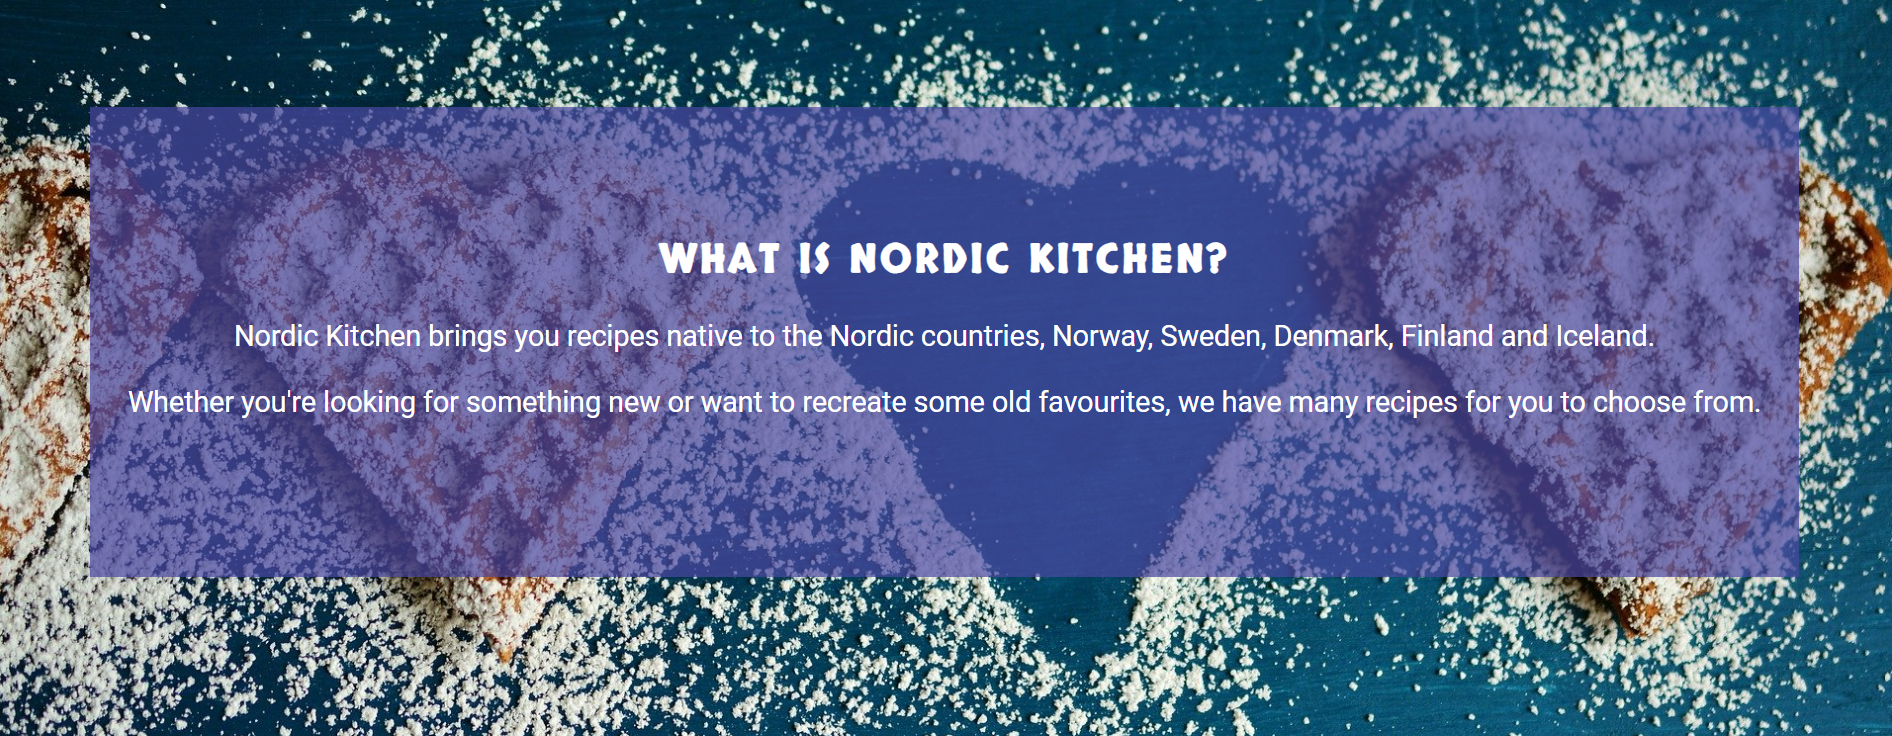 WHAT IS NORDIC KITCHEN?
Nordic Kitchen brings you recipes native to the Nordic countries, Norway, Sweden, Denmark, Finland and Iceland.
Whether you're looking for something new or want to recreate some old favourites, we have many recipes for you to choose from.